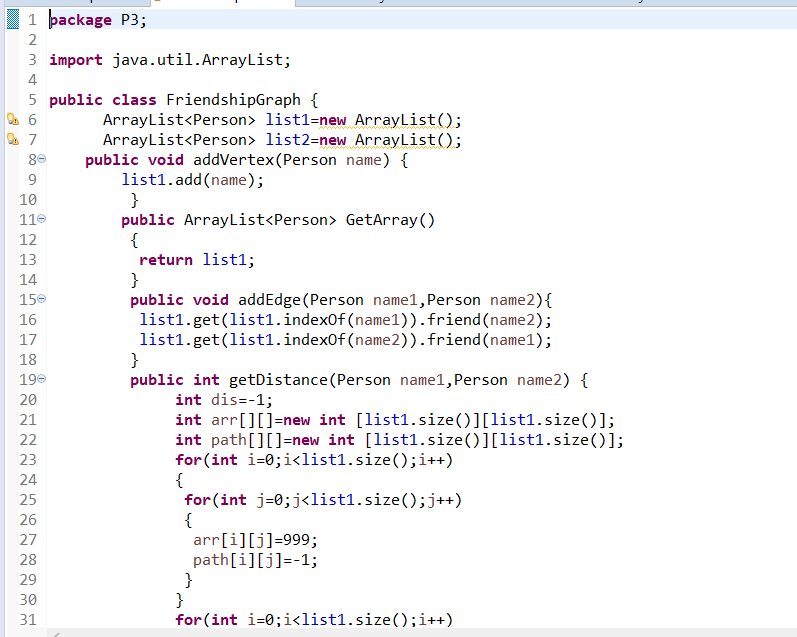 1 package P3;
2
3 import java.util.ArrayList;
4
5 public class FriendshipGraph {
6 ArrayList<Person> list1=new ArrayList();
7 ArrayList<Person> list2=new ArrayList();
8 public void addVertex(Person name) {
9 list1.add(name);
10 }
11 public ArrayList<Person> GetArray()
12 {
13 return list1;
14 }
15 public void addEdge(Person name1,Person name2){
16 list1.get(list1.indexOf(name1)).friend(name2);
17 list1.get(list1.indexOf(name2)).friend(name1);
18 }
19 public int getDistance(Person name1,Person name2) {
20 int dis=-1;
21 int arr[][]=new int [list1.size()][list1.size()];
22 int path[][]=new int [list1.size()][list1.size()];
23 for(int i=0;i<list1.size();i++)
24 {
25 for(int j=0;j<list1.size();j++)
26 {
27 arr[i][j]=999;
28 path[i][j]=-1;
29 }
30 }
31 for(int i=0;i<list1.size();i++)